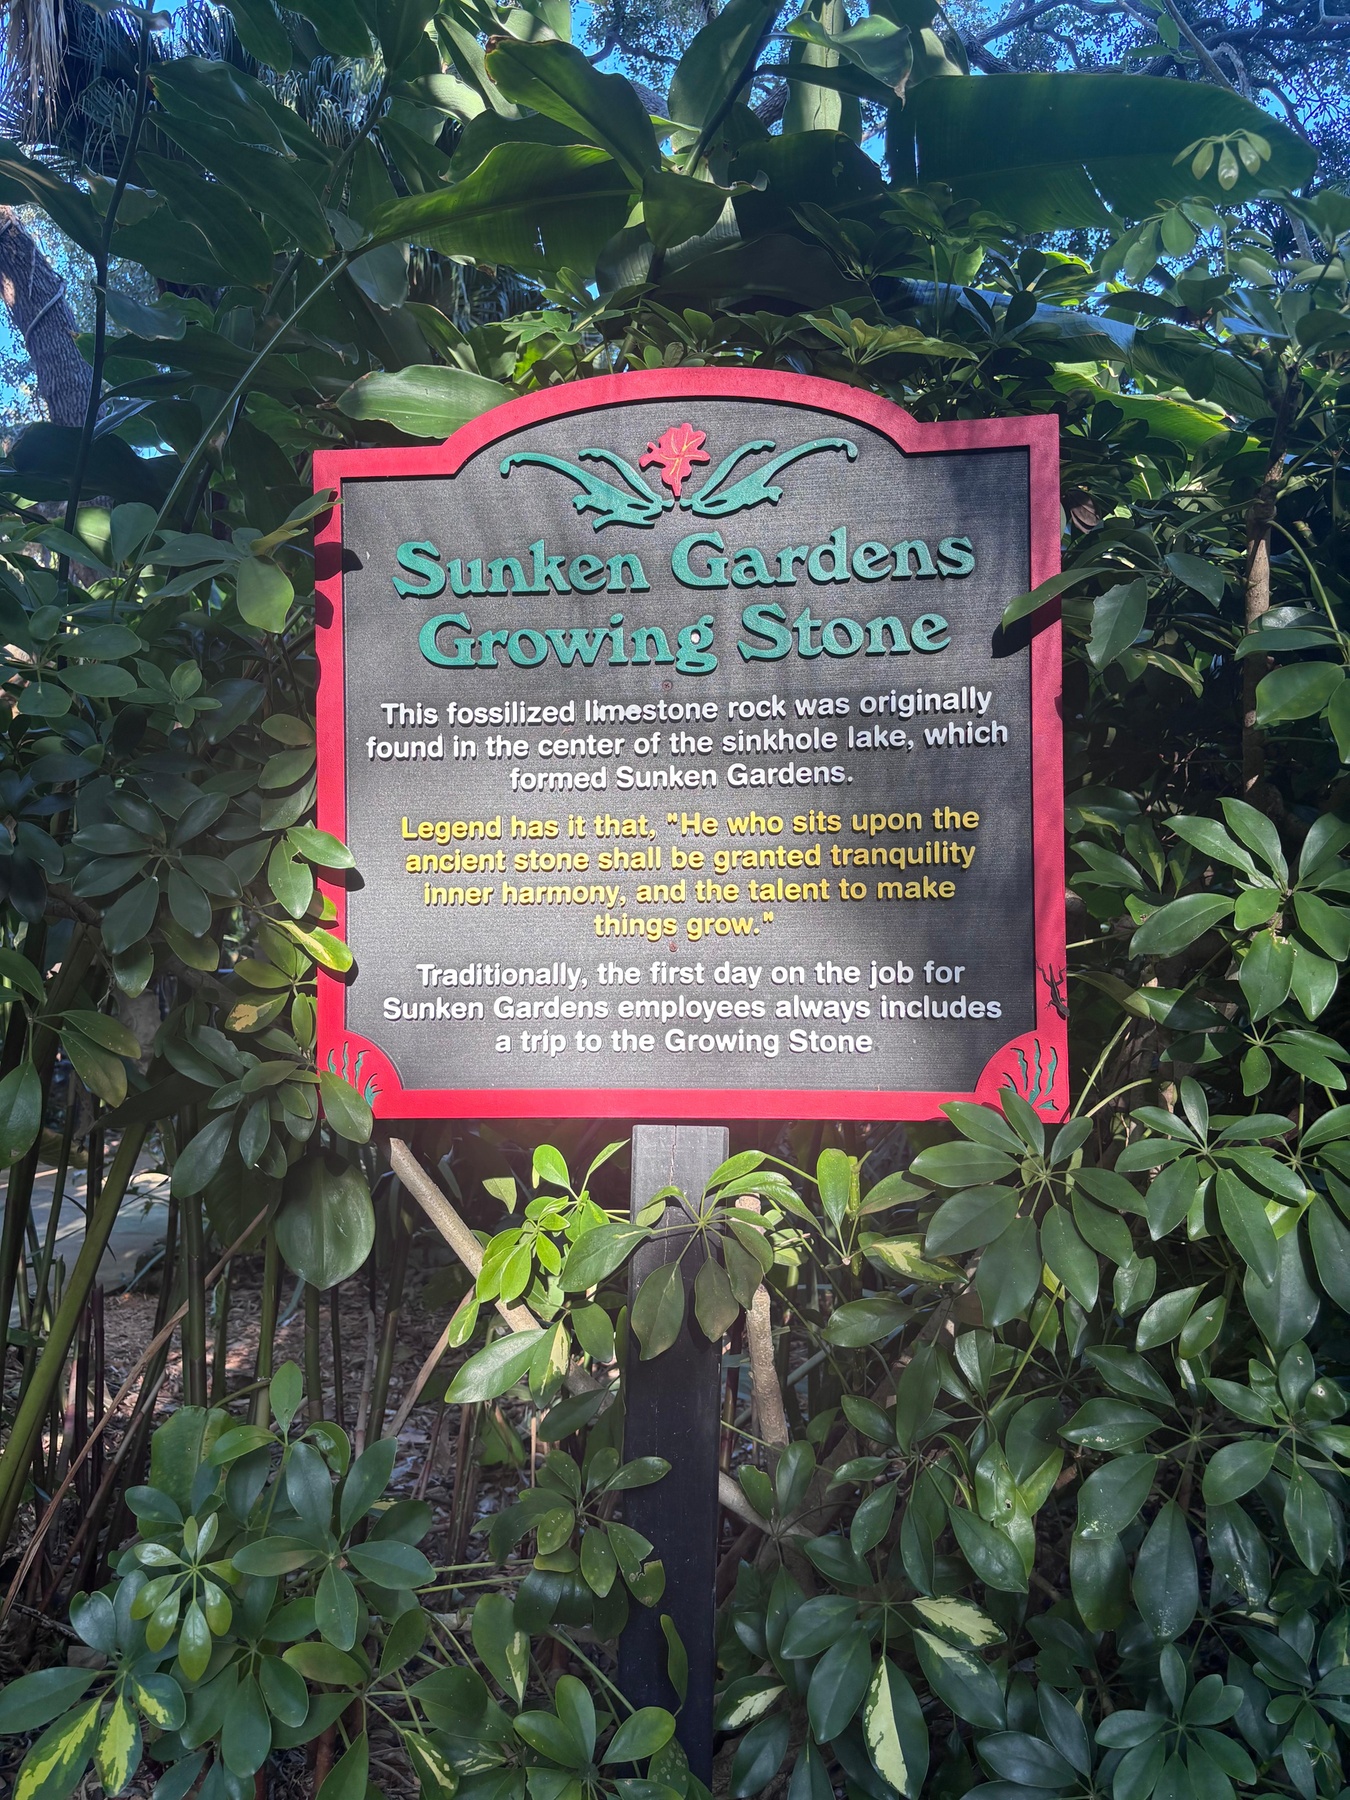 Sunken Gardens
Growing Stone
This fossilized limestone rock was originally
found in the center of the sinkhole lake, which
formed Sunken Gardens.
Legend has it that, "He who sits upon the
ancient stone shall be granted tranquility
inner harmony, and the talent to make
things grow."
Traditionally, the first day on the job for
Sunken Gardens employees always includes
a trip to the Growing Stone